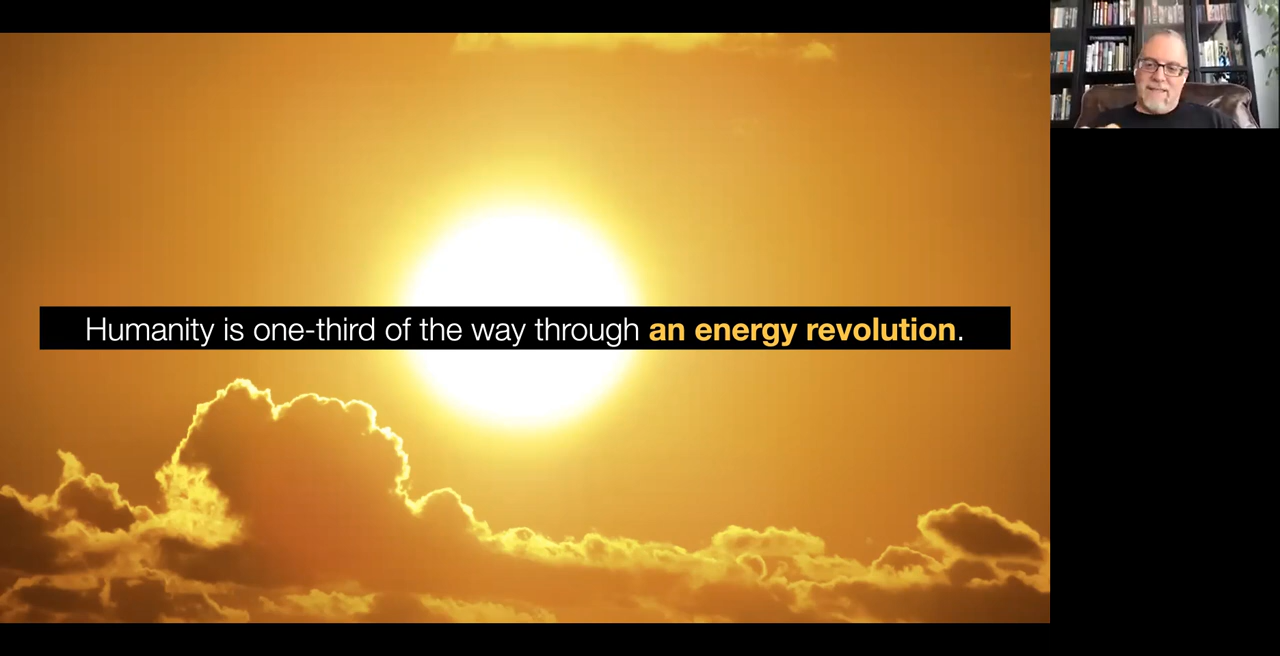 Humanity is one-third of the way through an energy revolution.